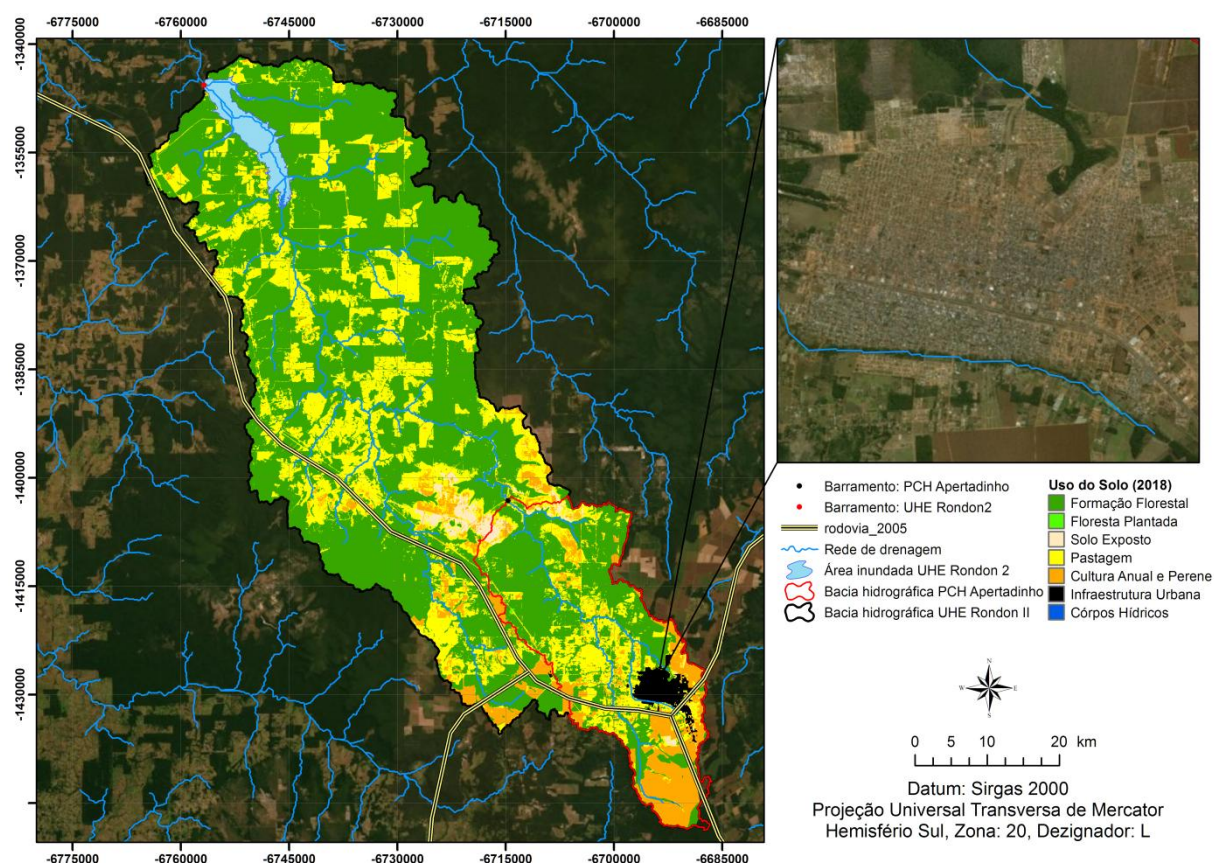 -6775000 -6760000 -6745000 -6730000 -6715000 -6700000 -6685000
-1340000
-1355000
-1370000
-1385000
-1400000
-1415000
-1430000
-6775000 -6760000 -6745000 -6730000 -6715000 -6700000 -6685000
Barramento: PCH Apertadinho
Barramento: UHE Rondon2
rodovia_2005
Rede de drenagem
Área inundada UHE Rondon 2
Bacia hidrográfica PCH Apertadinho
Bacia hidrográfica UHE Rondon II
Uso do Solo (2018)
Formação Florestal
Floresta Plantada
Solo Exposto
Pastagem
Cultura Anual e Perene
Infraestrutura Urbana
Córpos Hídricos
N
W E
S
0 5 10 20 km
Datum: Sirgas 2000
Projeção Universal Transversa de Mercator
Hemisfério Sul, Zona: 20, Dezignador: L